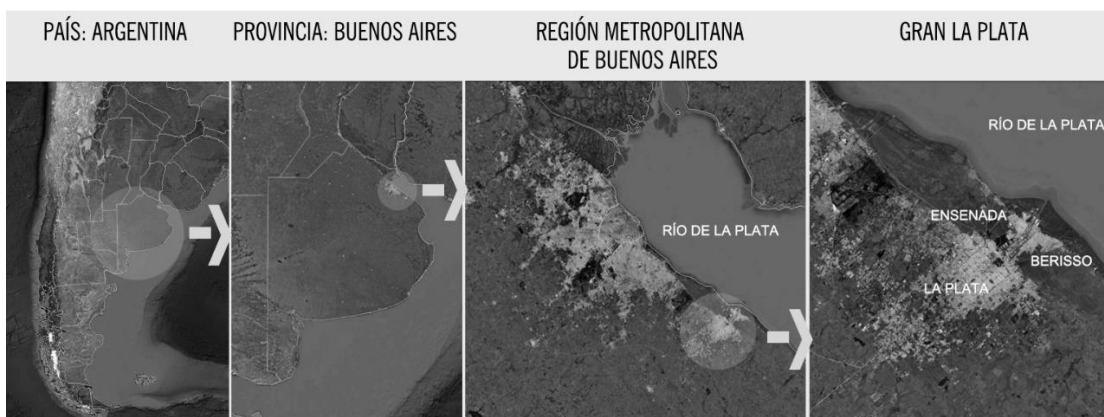 PAÍS: ARGENTINA
PROVINCIA: BUENOS AIRES
REGIÓN METROPOLITANA
DE BUENOS AIRES
GRAN LA PLATA
RÍO DE LA PLATA
RÍO DE LA PLATA
ENSENADA
BERISSO
LA PLATA